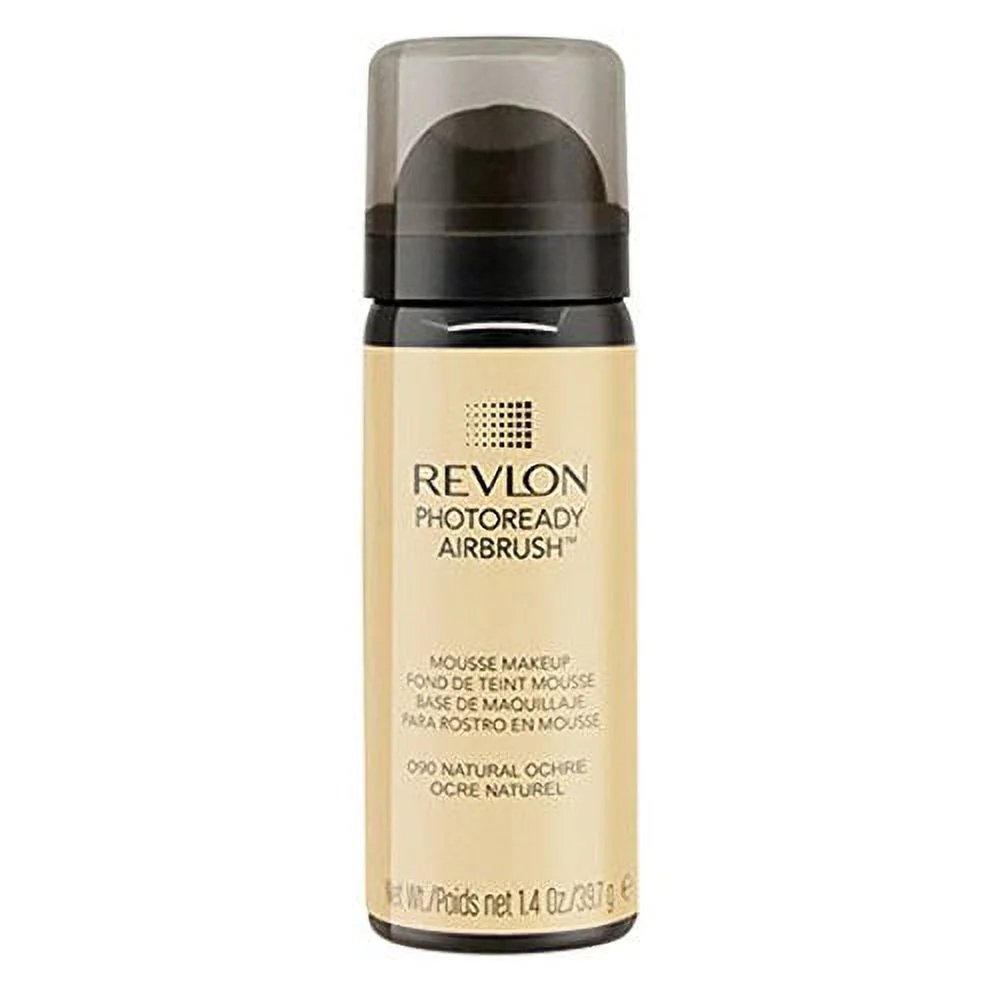 REVLON
PHOTOREADY
AIRBRUSH™
MOUSSE MAKEUP
FOND DE TEINT MOUSSE
BASE DE MAQUILLAJE
PARA ROSTRO EN MOUSSE
090 NATURAL OCHRE
OCRE NATUREL
Net Wt./Poids net 1.4 Oz/39.7 g e